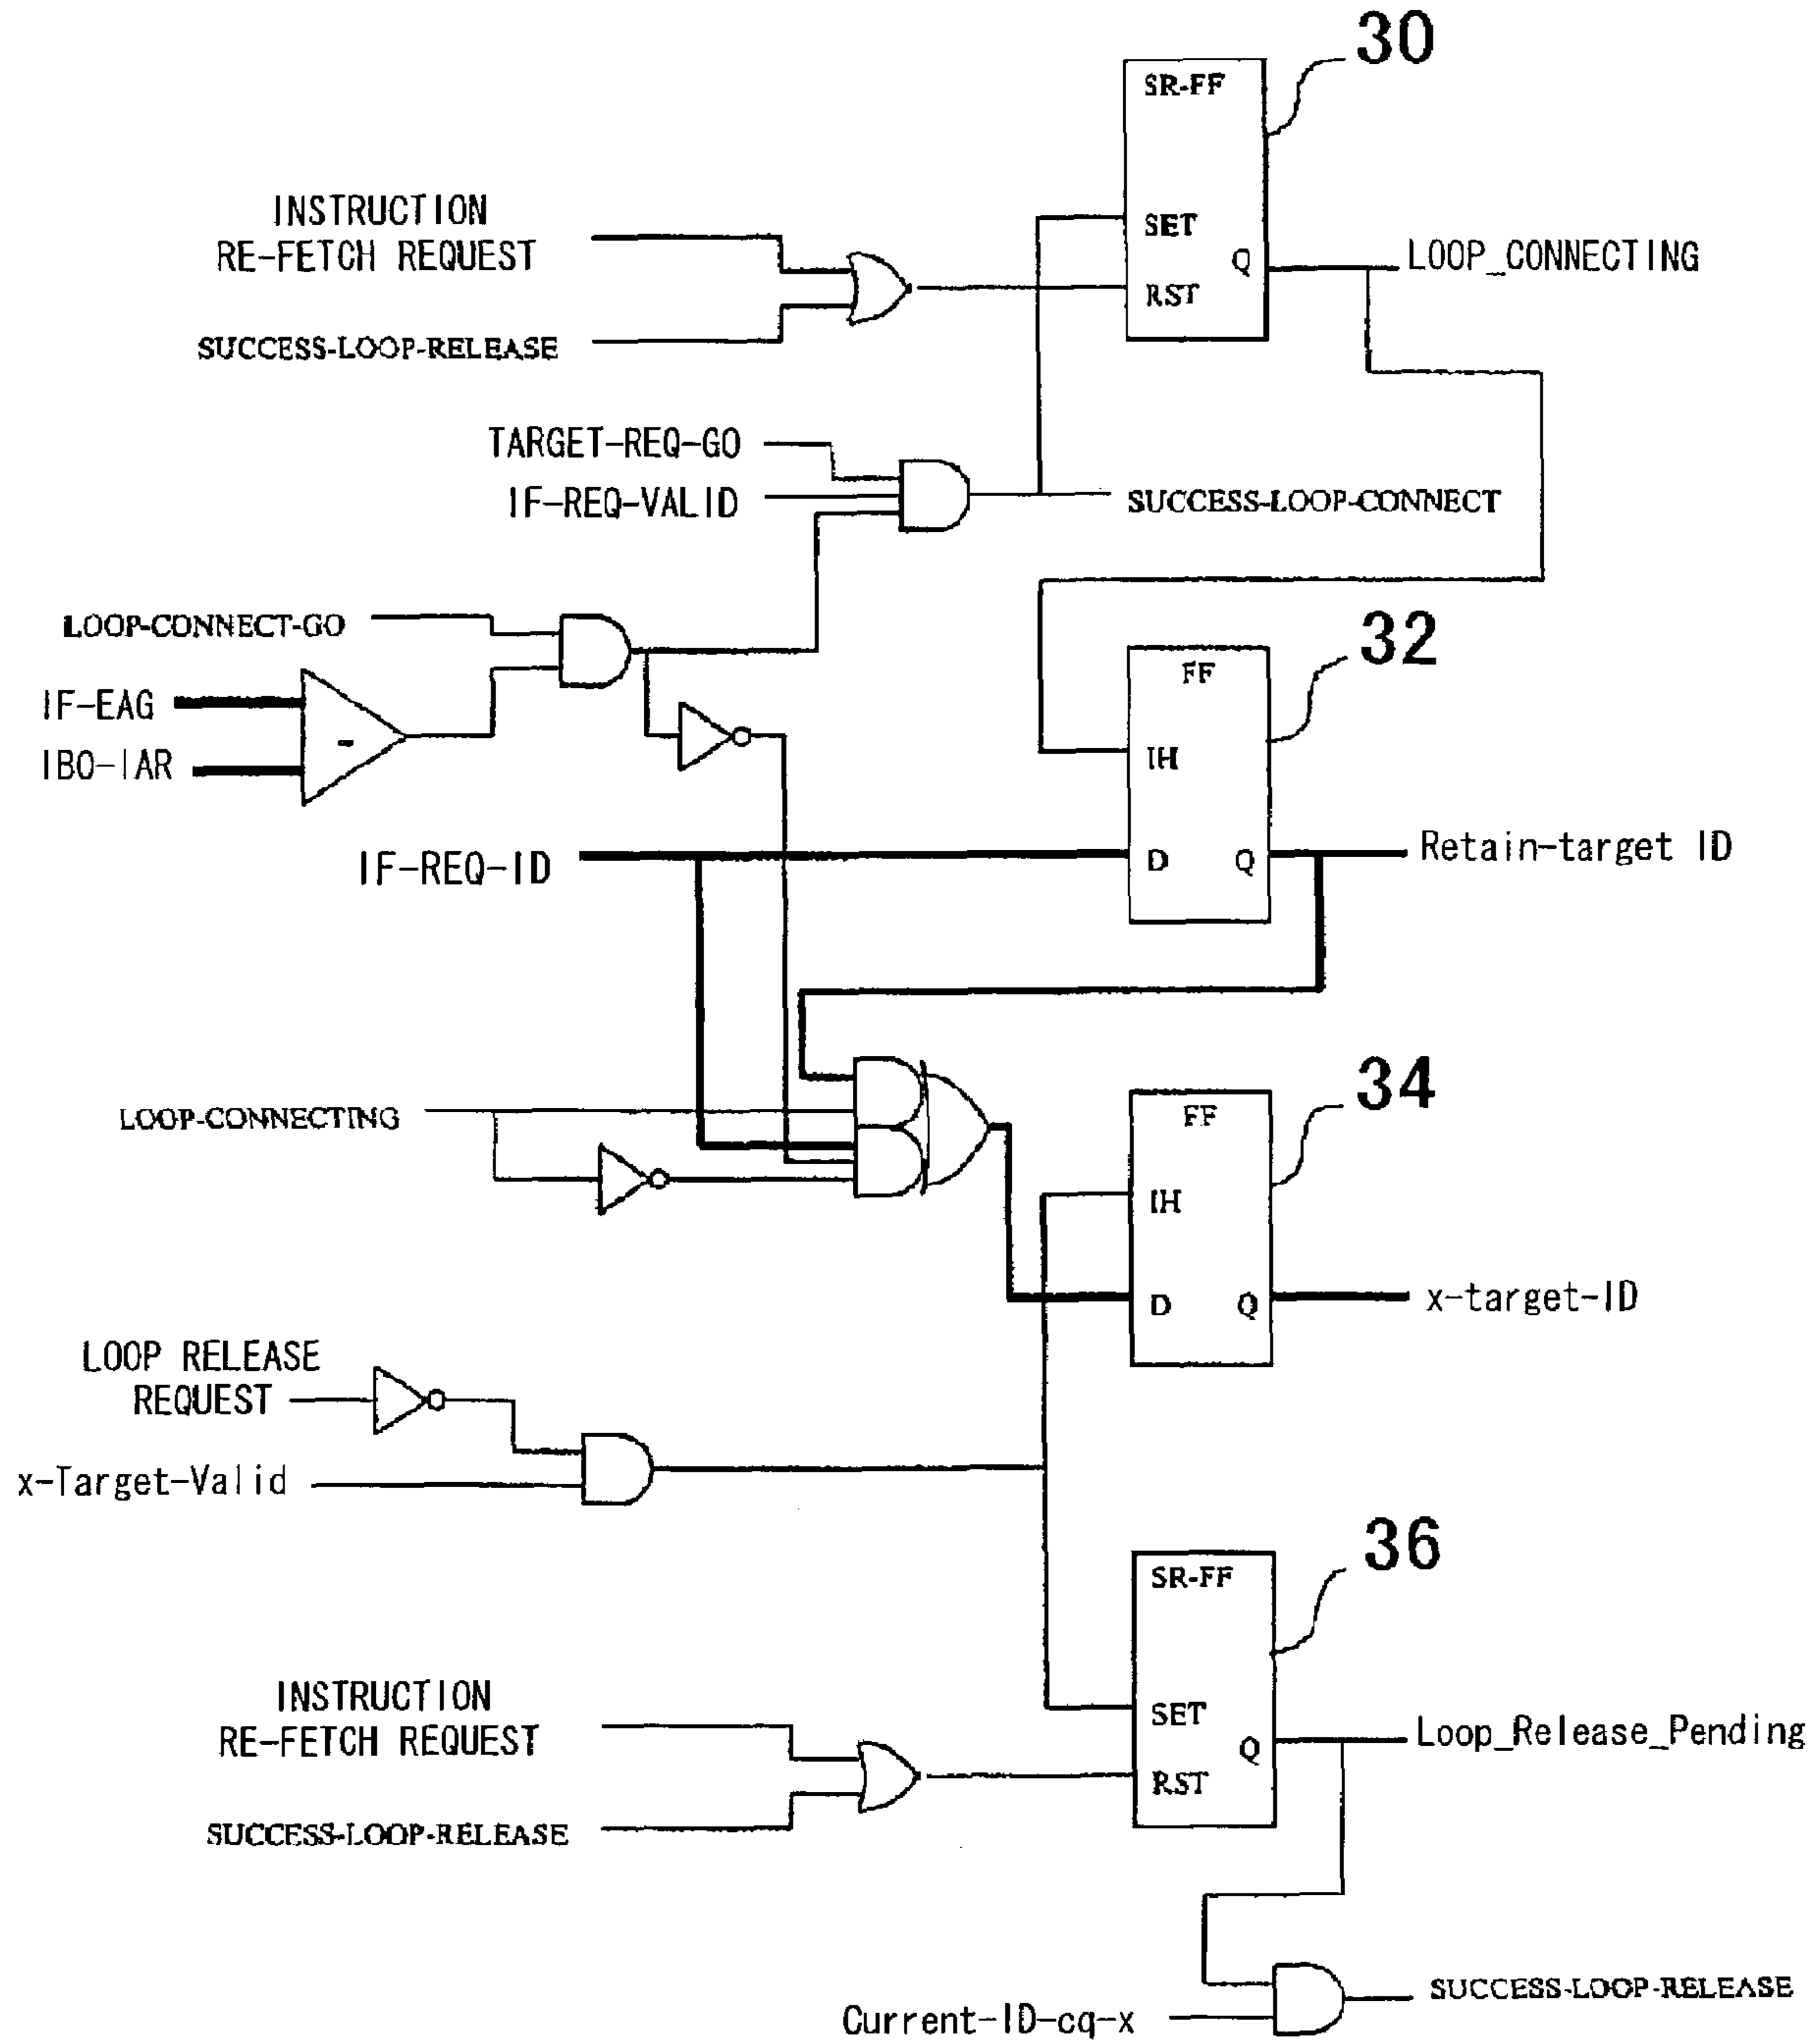 30
SR-FF
INSTRUCTION
RE-FETCH REQUEST
SET
Q
LOOP_CONNECTING
RST
SUCCESS-LOOP-RELEASE
TARGET-REQ-GO
IF-REQ-VALID
SUCCESS-LOOP-CONNECT
LOOP-CONNECT-GO
32
FF
IF-EAG
-
IBO-IAR
IH
IF-REQ-ID
D
Q
Retain-target ID
34
FF
LOOP-CONNECTING
IH
D
Q
x-target-ID
LOOP RELEASE
REQUEST
x-Target-Valid
36
SR-FF
INSTRUCTION
RE-FETCH REQUEST
SET
Q
Loop_Release_Pending
RST
SUCCESS-LOOP-RELEASE
SUCCESS-LOOP-RELEASE
Current-ID-cq-x